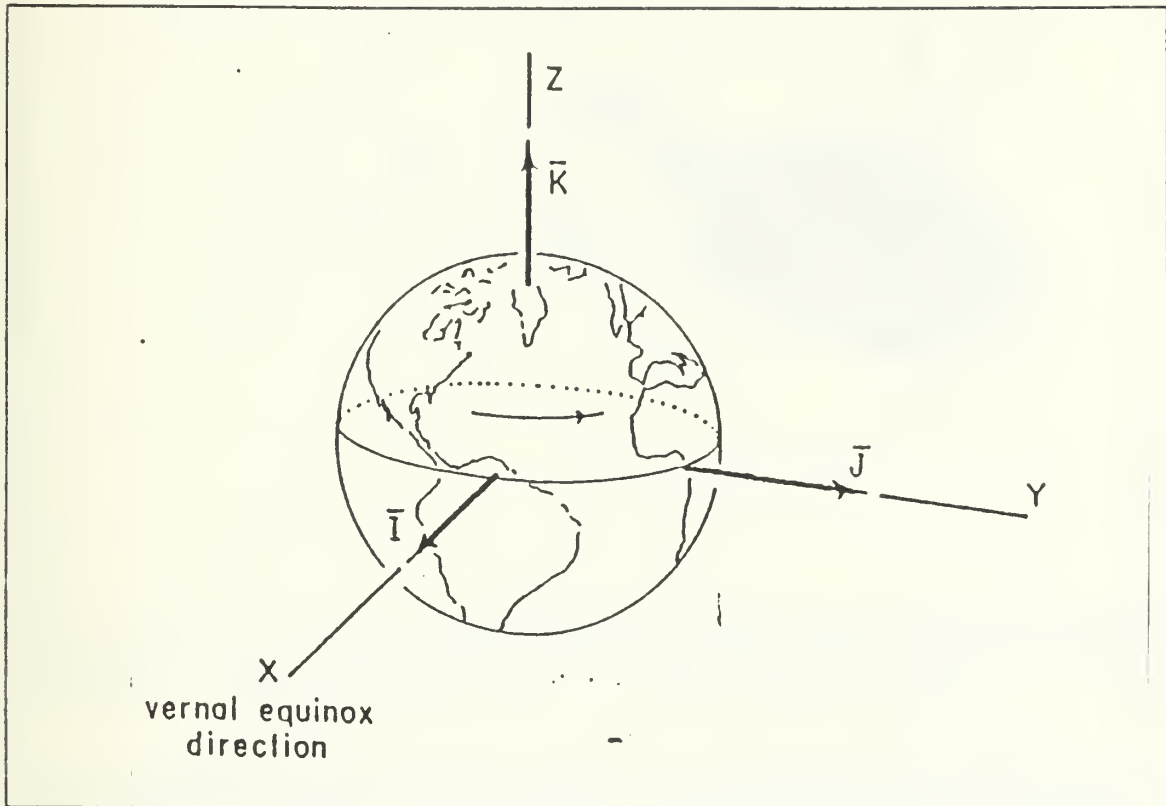 Z
K̄
J̄
Y
Ī
X
vernal equinox
direction